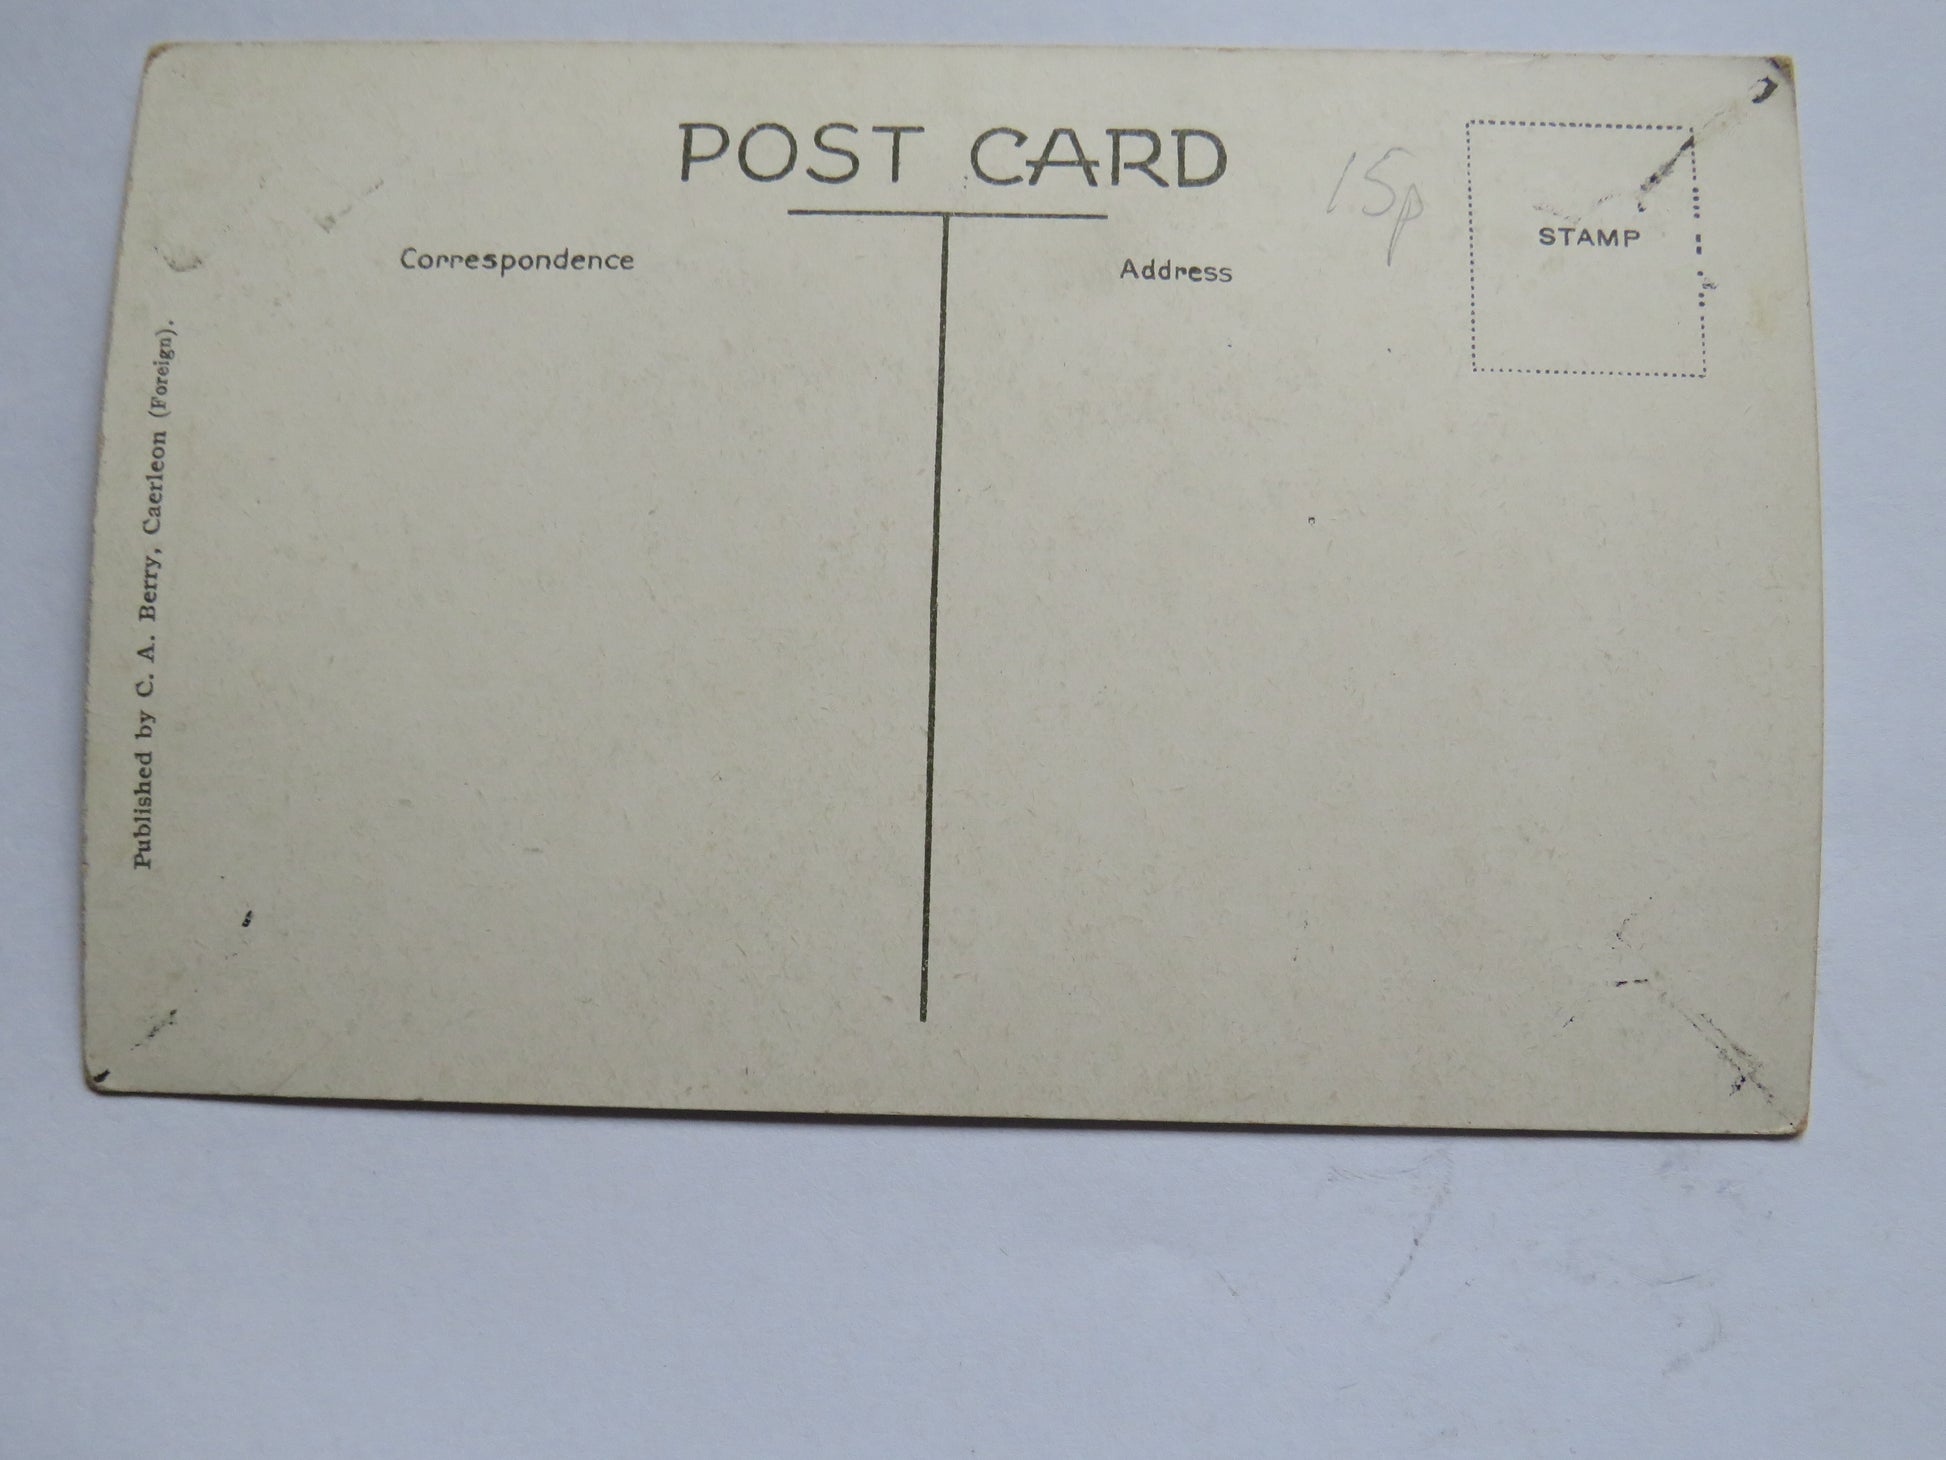 POST CARD
15p
STAMP
Correspondence
Address
Published by C. A. Berry, Caerleon (Foreign).